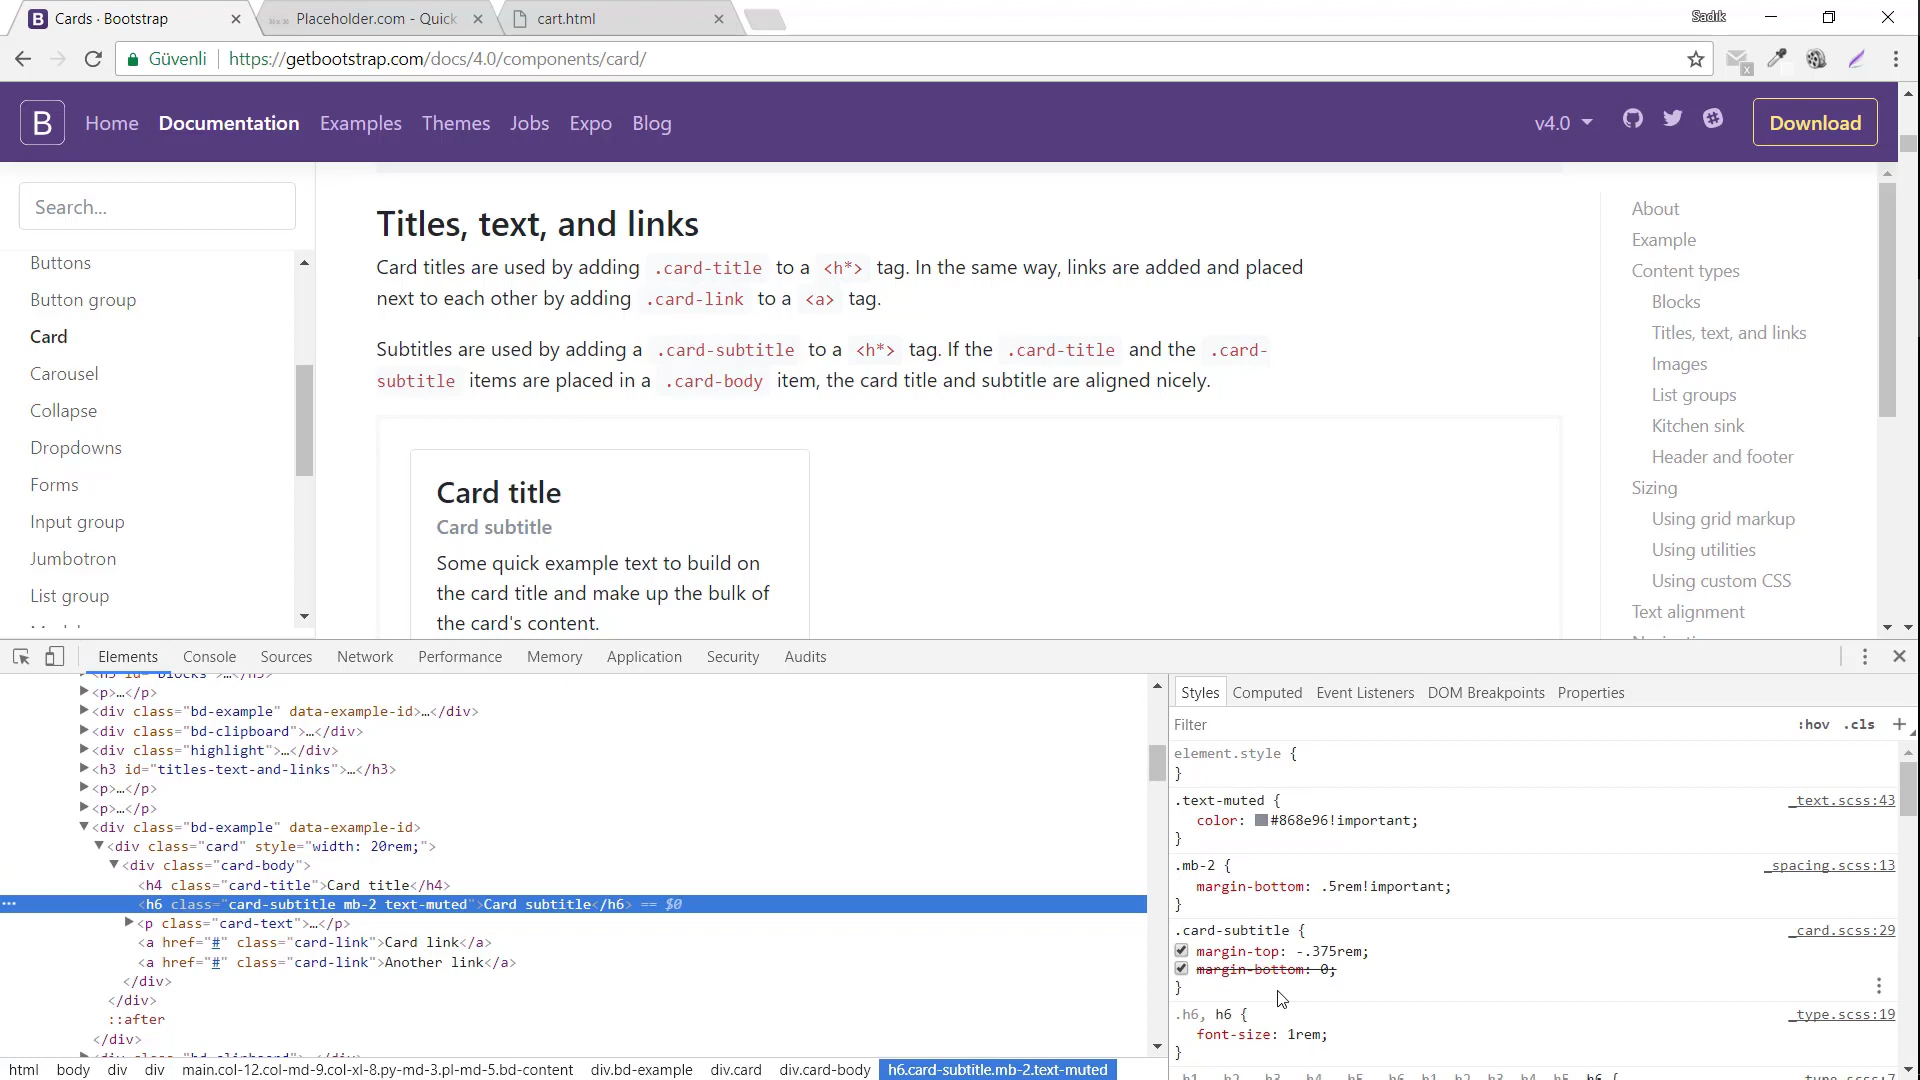 Cards · Bootstrap
Placeholder.com - Quick
cart.html
Sadık
Güvenli
https://getbootstrap.com/docs/4.0/components/card/
B
Home
Documentation
Examples
Themes
Jobs
Expo
Blog
v4.0
Download
Search...
Buttons
Button group
Card
Carousel
Collapse
Dropdowns
Forms
Input group
Jumbotron
List group
Titles, text, and links
Card titles are used by adding .card-title to a <h*> tag. In the same way, links are added and placed
next to each other by adding .card-link to a <a> tag.
Subtitles are used by adding a .card-subtitle to a <h*> tag. If the .card-title and the .card-
subtitle items are placed in a .card-body item, the card title and subtitle are aligned nicely.
Card title
Card subtitle
Some quick example text to build on
the card title and make up the bulk of
the card's content.
About
Example
Content types
Blocks
Titles, text, and links
Images
List groups
Kitchen sink
Header and footer
Sizing
Using grid markup
Using utilities
Using custom CSS
Text alignment
Elements
Console
Sources
Network
Performance
Memory
Application
Security
Audits
<h3 id="blocks">…</h3>
<p>…</p>
<div class="bd-example" data-example-id>…</div>
<div class="bd-clipboard">…</div>
<div class="highlight">…</div>
<h3 id="titles-text-and-links">…</h3>
<p>…</p>
<p>…</p>
<div class="bd-example" data-example-id>
<div class="card" style="width: 20rem;">
<div class="card-body">
<h4 class="card-title">Card title</h4>
<h6 class="card-subtitle mb-2 text-muted">Card subtitle</h6> == $0
<p class="card-text">…</p>
<a href="#" class="card-link">Card link</a>
<a href="#" class="card-link">Another link</a>
</div>
</div>
::after
</div>
html
body
div
div
main.col-12.col-md-9.col-xl-8.py-md-3.pl-md-5.bd-content
div.bd-example
div.card
div.card-body
h6.card-subtitle.mb-2.text-muted
Styles
Computed
Event Listeners
DOM Breakpoints
Properties
Filter
:hov
.cls
+
element.style {
}
.text-muted {
_text.scss:43
color: #868e96!important;
}
.mb-2 {
_spacing.scss:13
margin-bottom: .5rem!important;
}
.card-subtitle {
_card.scss:29
margin-top: -.375rem;
margin-bottom: 0;
}
.h6, h6 {
_type.scss:19
font-size: 1rem;
}